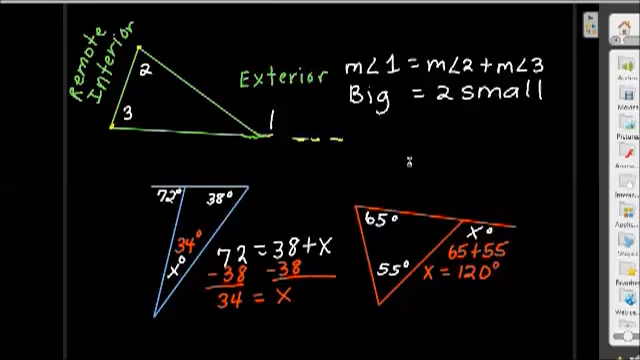 Remote
Interior
2
3
Exterior
1
m∠1 = m∠2 + m∠3
Big = 2 small
72°
38°
34°
x°
72 = 38 + x
-38 -38
34 = x
65°
55°
x°
65 + 55
x = 120°